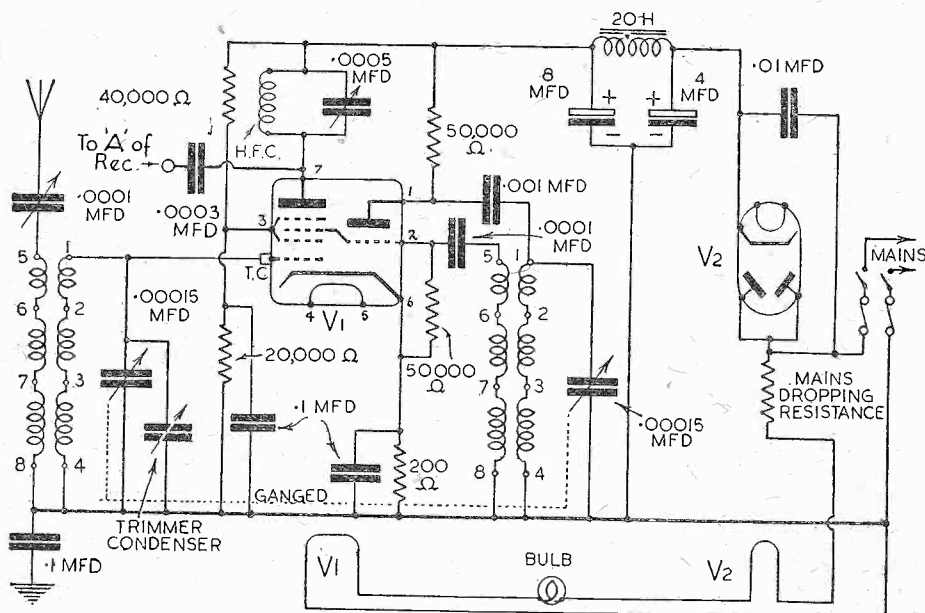 20·H
·0005
MFD
8
MFD
+
+
4
MFD
·01 MFD
40,000 Ω
50,000
Ω
H.F.C.
To 'A' of
Rec.
7
1
·001 MFD
·0001
MFD
·0003
MFD
3
2
·0001
MFD
MAINS
V2
5
1
T.C
5
1
6
·00015
MFD
6
2
4
5
V1
6
2
20,000 Ω
50,000
Ω
7
3
7
3
MAINS
DROPPING
RESISTANCE
·1 MFD
·00015
MFD
8
4
200
Ω
8
4
GANGED
TRIMMER
CONDENSER
·1 MFD
V1
BULB
V2